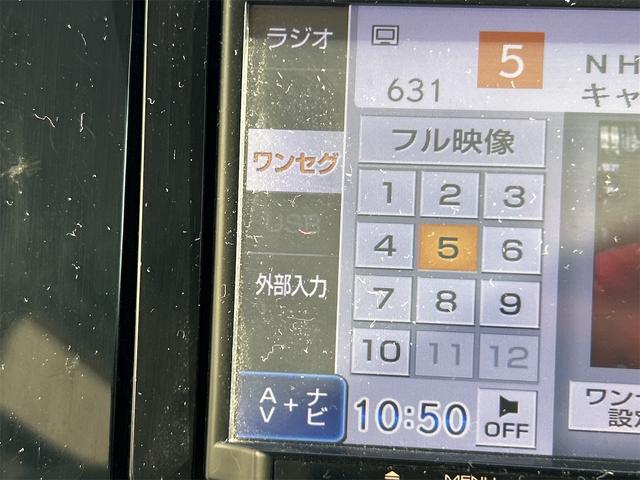 ラジオ
5
NH
631
キャ
フル映像
ワンセグ
1 2 3
USB
4 5 6
外部入力
7 8 9
10 11 12
AV + ナビ
10:50
OFF
ワン
設定
MENU